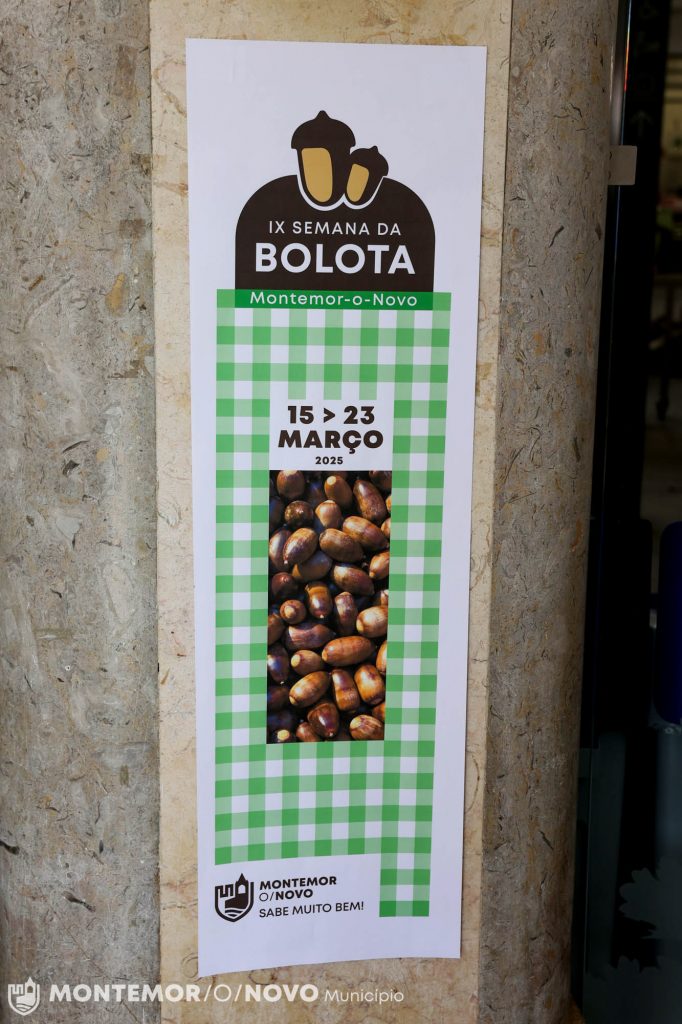 IX SEMANA DA
BOLOTA
Montemor-o-Novo
15 > 23
MARÇO
2025
MONTEMOR
O/NOVO
SABE MUITO BEM!
MONTEMOR/O/NOVO Município